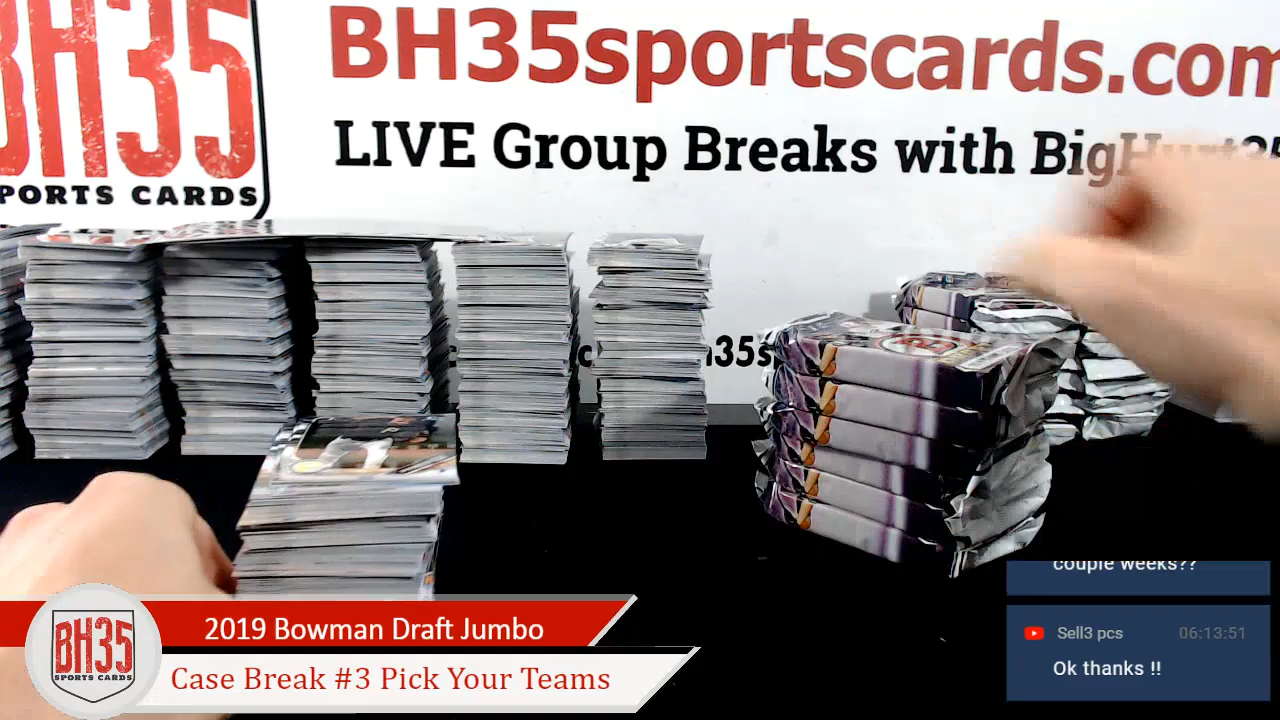 BH35
SPORTS CARDS
BH35sportscards.com
LIVE Group Breaks with
2019 Bowman Draft Jumbo
Case Break #3 Pick Your Teams
BH35
SPORTS CARDS
couple weeks??
Sell3 pcs 06:13:51
Ok thanks !!